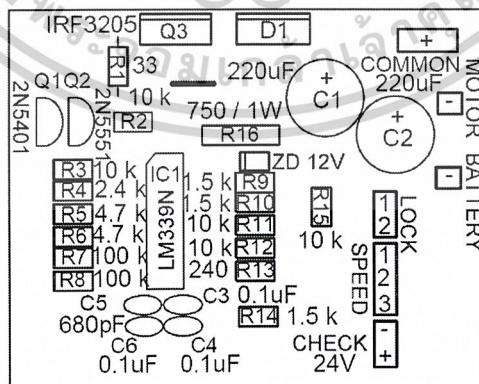 IRF3205 Q3 D1 +
R1 33 220uF COMMON
+ C1 220uF MOTOR
Q1 Q2 10 k + C2 -
2N5401 2N5551 R2 750 / 1W
R16
ZD 12V - BATTERY
R3 10 k IC1 1.5 k R9
R4 2.4 k LM339N 1.5 k R10 R15 1 LOCK
R5 4.7 k 10 k R11 2
R6 4.7 k 10 k R12 10 k
R7 100 k 240 R13 SPEED 1
R8 100 k 2
C5 C3 0.1uF 3
680pF R14 1.5 k
C6 C4 CHECK -
0.1uF 0.1uF 24V +